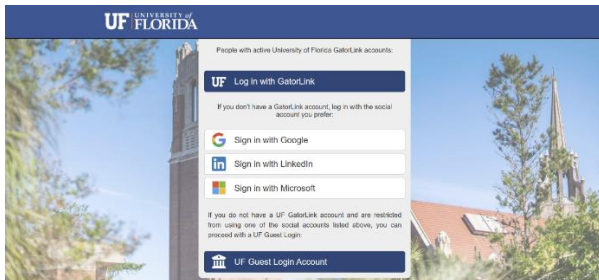 UF UNIVERSITY of
FLORIDA
People with active University of Florida GatorLink accounts:
UF Log in with GatorLink
If you don't have a GatorLink account, log in with the social
account you prefer:
Sign in with Google
in Sign in with LinkedIn
Sign in with Microsoft
If you do not have a UF GatorLink account and are restricted
from using one of the social accounts listed above, you can
proceed with a UF Guest Login:
UF Guest Login Account